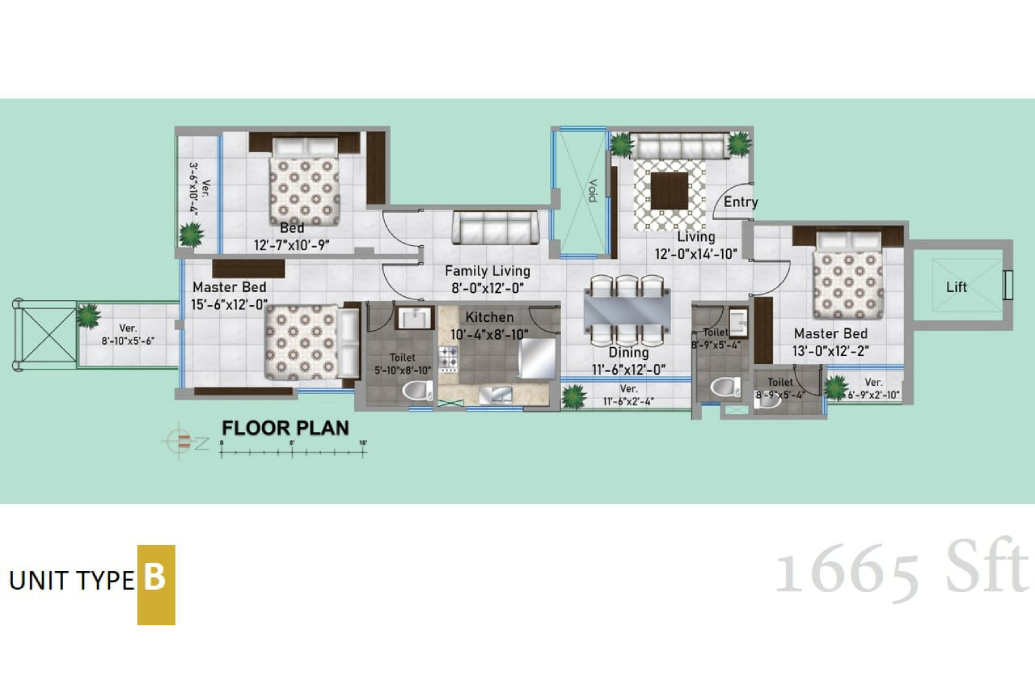 Ver.
3'-6"x10'-4"
Bed
12'-7"x10'-9"
Void
Entry
Living
12'-0"x14'-10"
Family Living
8'-0"x12'-0"
Master Bed
15'-6"x12'-0"
Lift
Kitchen
10'-4"x8'-10"
Ver.
8'-10"x5'-6"
Toilet
5'-10"x8'-10"
Dining
11'-6"x12'-0"
Toilet
8'-9"x5'-4"
Master Bed
13'-0"x12'-2"
Ver.
11'-6"x2'-4"
Toilet
8'-9"x5'-4"
Ver.
6'-9"x2'-10"
FLOOR PLAN
N
0 5' 10'
UNIT TYPE B
1665 Sft